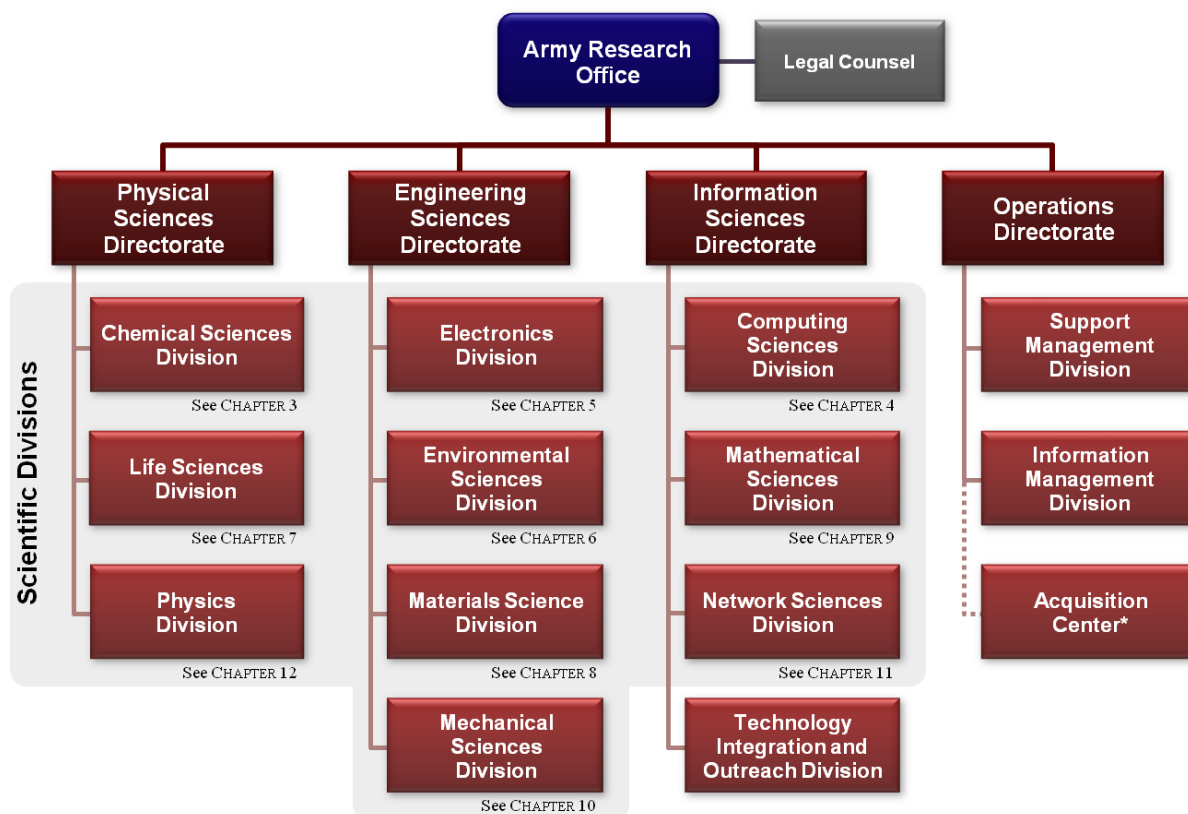 Army Research
Office
Legal Counsel
Physical
Sciences
Directorate
Engineering
Sciences
Directorate
Information
Sciences
Directorate
Operations
Directorate
Scientific Divisions
Chemical Sciences
Division
See CHAPTER 3
Life Sciences
Division
See CHAPTER 7
Physics
Division
See CHAPTER 12
Electronics
Division
See CHAPTER 5
Environmental
Sciences
Division
See CHAPTER 6
Materials Science
Division
See CHAPTER 8
Mechanical
Sciences
Division
See CHAPTER 10
Computing
Sciences
Division
See CHAPTER 4
Mathematical
Sciences
Division
See CHAPTER 9
Network Sciences
Division
See CHAPTER 11
Technology
Integration and
Outreach Division
Support
Management
Division
Information
Management
Division
Acquisition
Center*